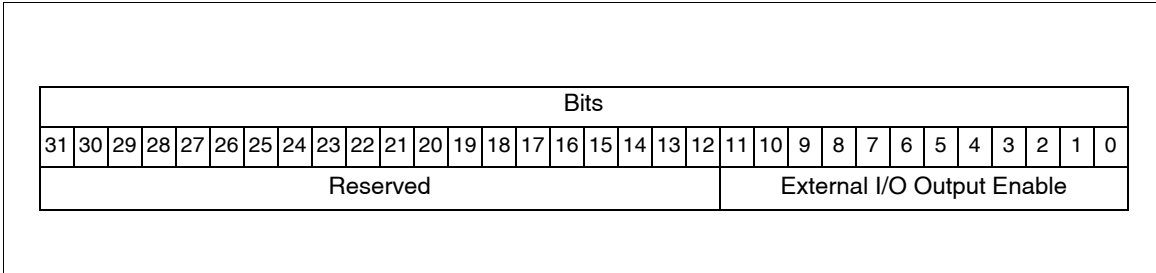 Bits
31 30 29 28 27 26 25 24 23 22 21 20 19 18 17 16 15 14 13 12 11 10 9 8 7 6 5 4 3 2 1 0
Reserved External I/O Output Enable